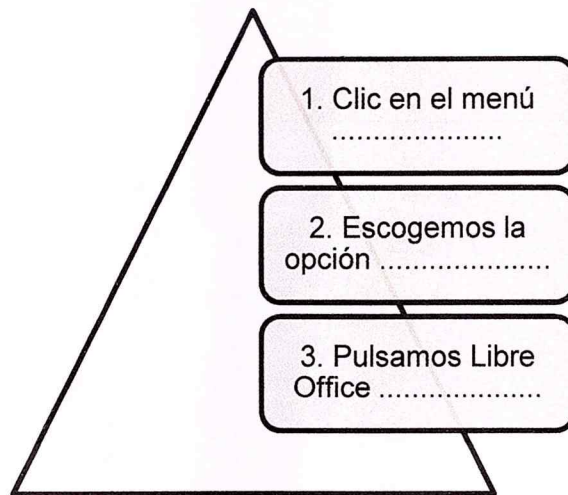 1. Clic en el menú
.....................
2. Escogemos la
opción .....................
3. Pulsamos Libre
Office ....................